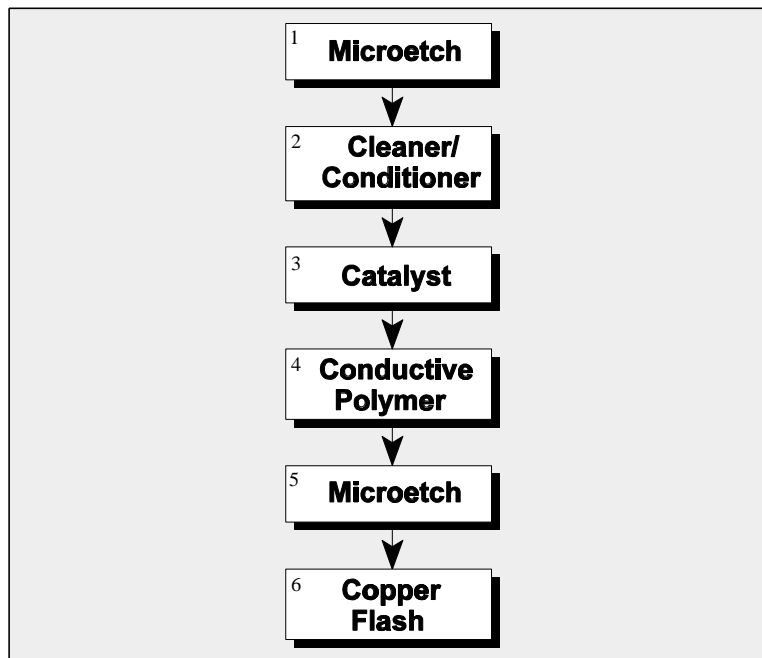 1
Microetch
2
Cleaner/
Conditioner
3
Catalyst
4
Conductive
Polymer
5
Microetch
6
Copper
Flash